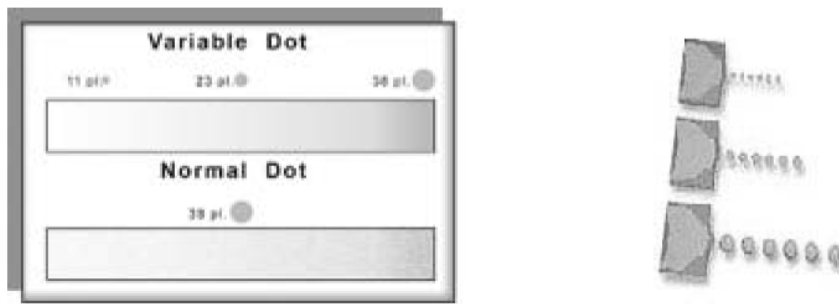 Variable Dot
11 pl. 23 pl. 38 pl.
Normal Dot
38 pl.